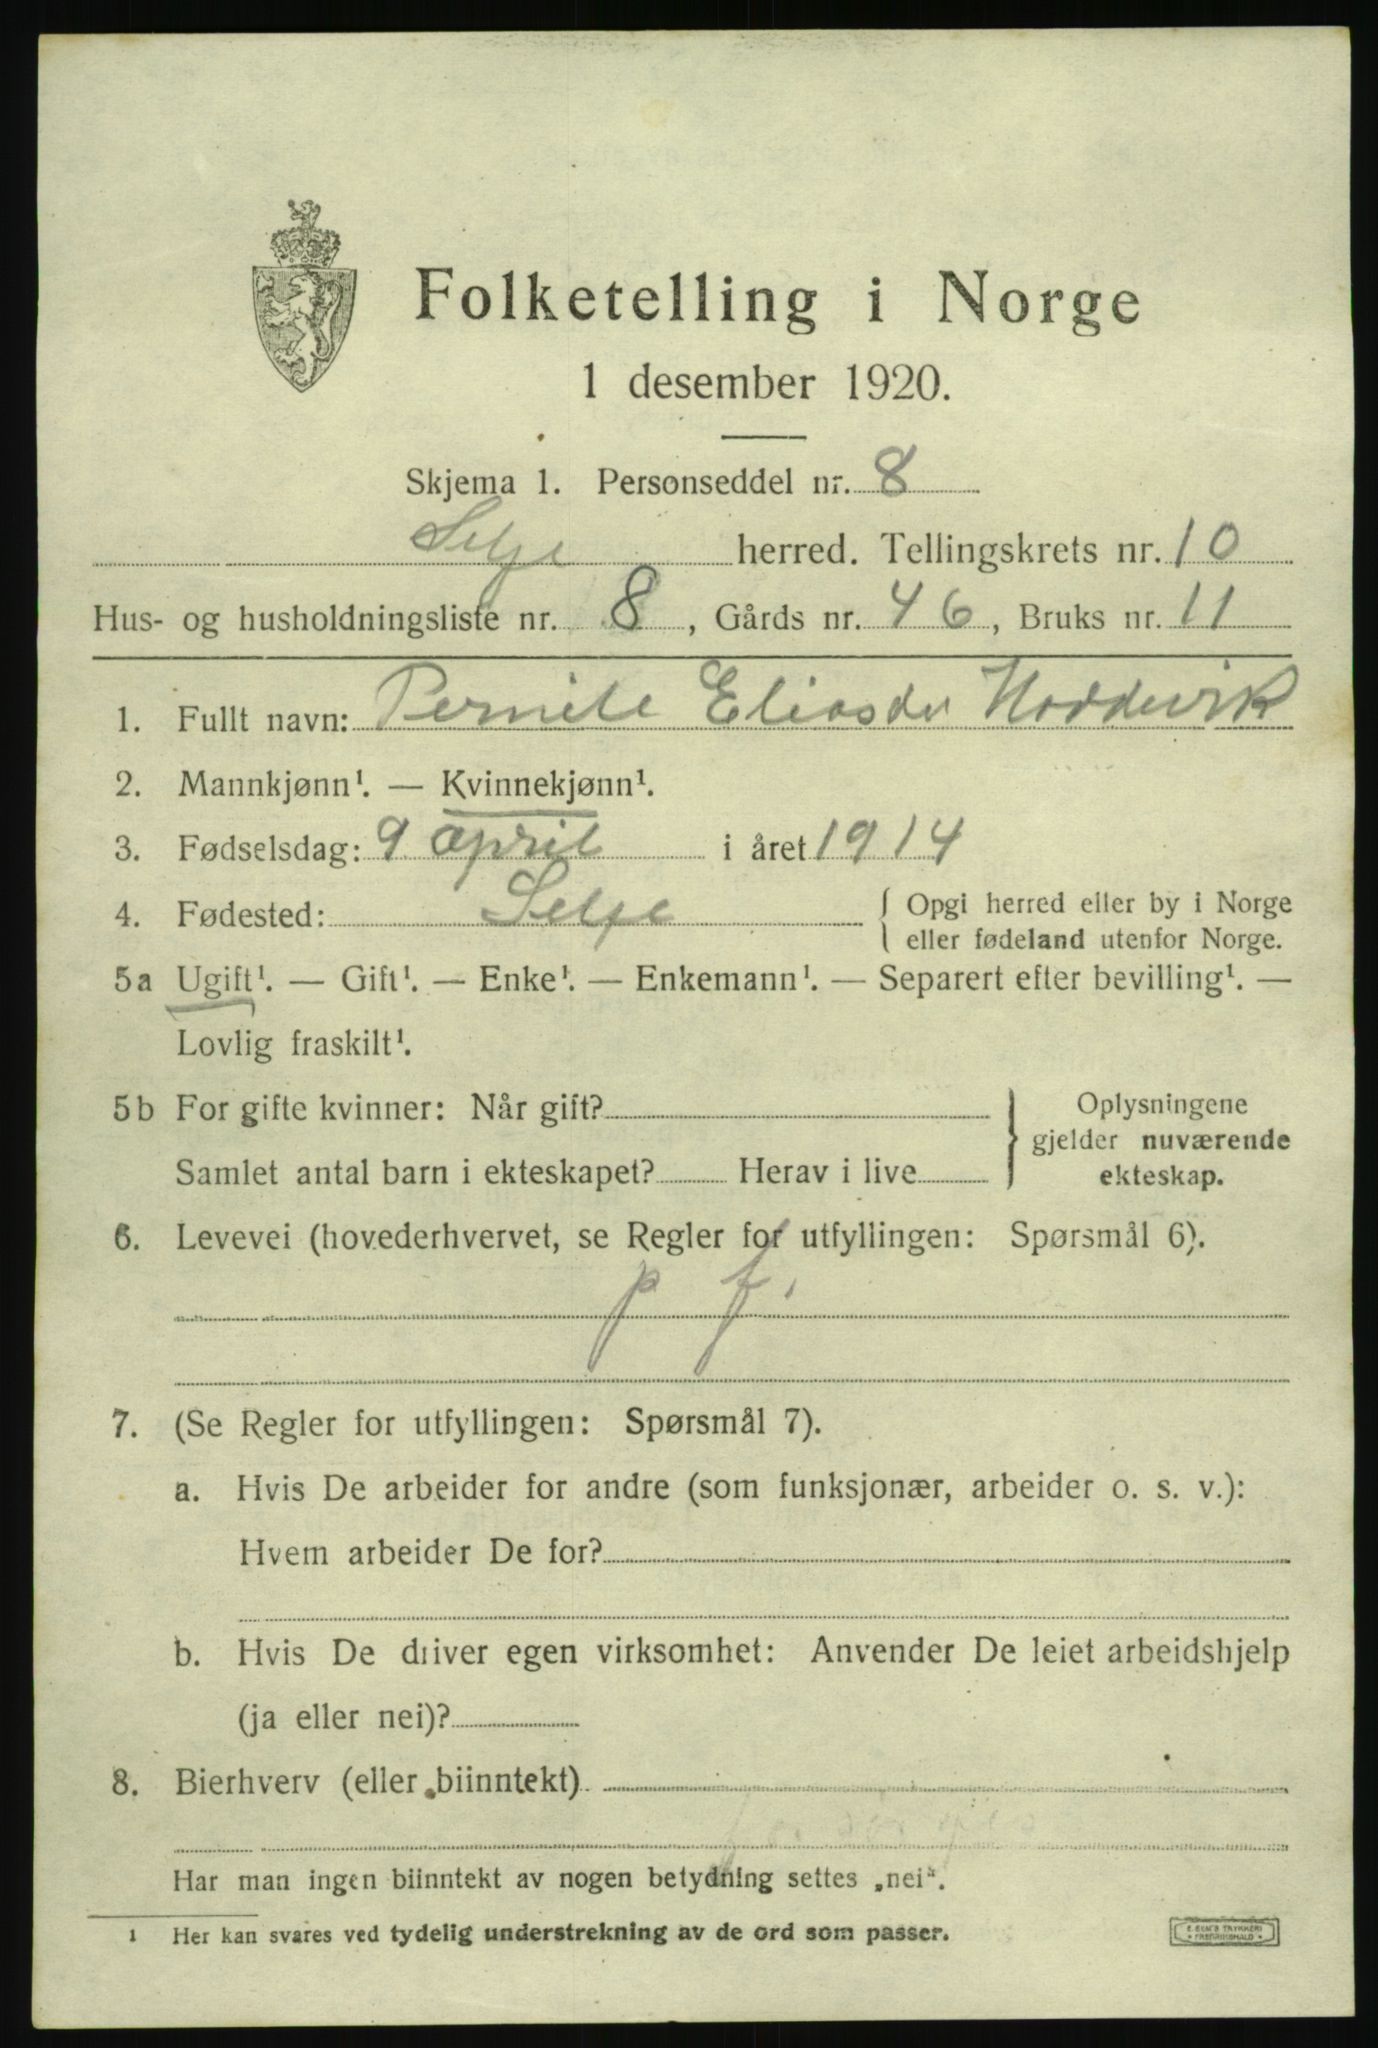 Folketelling i Norge
1 desember 1920.
Skjema 1. Personseddel nr. 8
Selje herred. Tellingskrets nr. 10
Hus- og husholdningsliste nr. 8, Gårds nr. 46, Bruks nr. 11
1. Fullt navn: Pernile Eliasdr Hoddevik
2. Mannkjønn¹. — Kvinnekjønn¹.
3. Fødselsdag: 9 april i året 1914
4. Fødested: Selje { Opgi herred eller by i Norge
eller fødeland utenfor Norge.
5a Ugift¹. — Gift¹. — Enke¹. — Enkemann¹. — Separert efter bevilling¹. —
Lovlig fraskilt¹.
5b For gifte kvinner: Når gift?
Samlet antal barn i ekteskapet? Herav i live
} Oplysningene
gjelder nuværende
ekteskap.
6. Levevei (hovederhvervet, se Regler for utfyllingen: Spørsmål 6).
p f.
7. (Se Regler for utfyllingen: Spørsmål 7).
a. Hvis De arbeider for andre (som funksjonær, arbeider o. s. v.):
Hvem arbeider De for?
b. Hvis De driver egen virksomhet: Anvender De leiet arbeidshjelp
(ja eller nei)?
8. Bierhverv (eller biinntekt)
Har man ingen biinntekt av nogen betydning settes „nei“.
1 Her kan svares ved tydelig understrekning av de ord som passer.
E. SEM'S TRYKKERI
FREDRIKSHALD